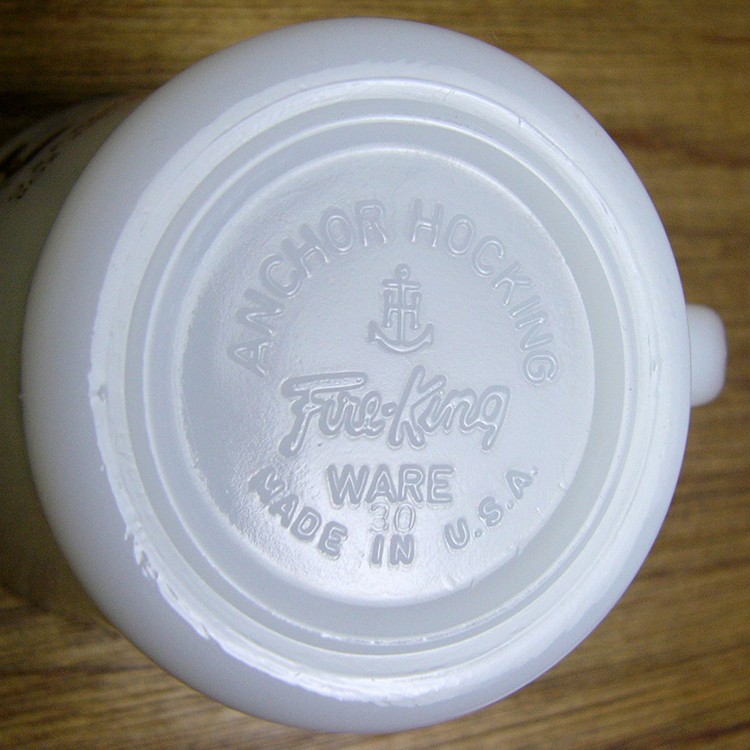 ANCHOR HOCKING
Fire-King
WARE
30
MADE IN U.S.A.